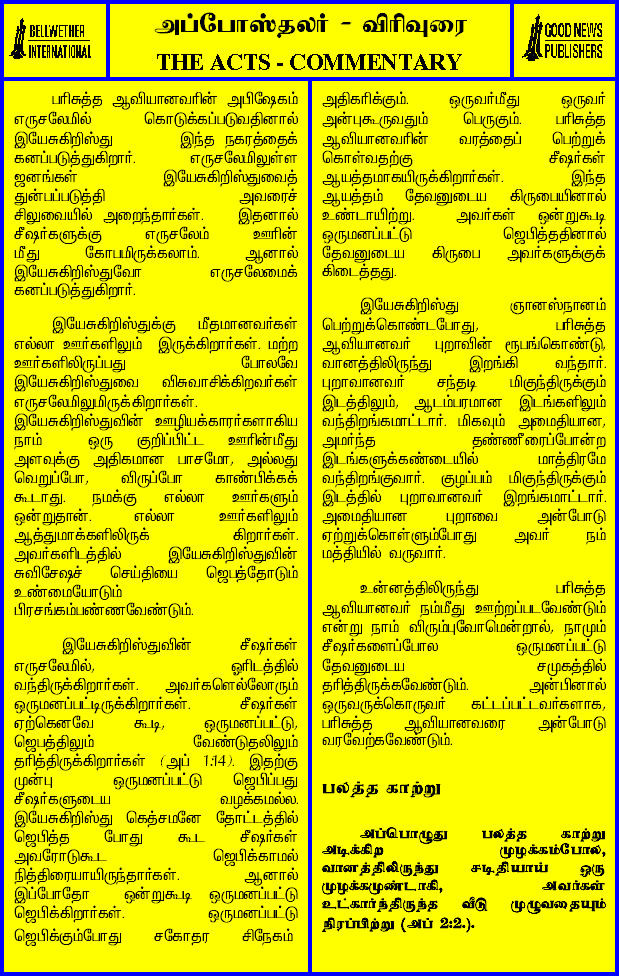 BELLWETHER
INTERNATIONAL
அப்போஸ்தலர் - விரிவுரை
THE ACTS - COMMENTARY
GOOD NEWS
PUBLISHERS
பரிசுத்த ஆவியானவரின் அபிஷேகம்
எருசலேமில் கொடுக்கப்படுவதினால்
இயேசுகிறிஸ்து இந்த நகரத்தைக்
கனப்படுத்துகிறார். எருசலேமிலுள்ள
ஜனங்கள் இயேசுகிறிஸ்துவைத்
துன்பப்படுத்தி அவரைச்
சிலுவையில் அறைந்தார்கள். இதனால்
சீஷர்களுக்கு எருசலேம் ஊரின்
மீது கோபமிருக்கலாம். ஆனால்
இயேசுகிறிஸ்துவோ எருசலேமைக்
கனப்படுத்துகிறார்.
இயேசுகிறிஸ்துக்கு மீதமானவர்கள்
எல்லா ஊர்களிலும் இருக்கிறார்கள். மற்ற
ஊர்களிலிருப்பது போலவே
இயேசுகிறிஸ்துவை விசுவாசிக்கிறவர்கள்
எருசலேமிலுமிருக்கிறார்கள்.
இயேசுகிறிஸ்துவின் ஊழியக்காரர்களாகிய
நாம் ஒரு குறிப்பிட்ட ஊரின்மீது
அளவுக்கு அதிகமான பாசமோ, அல்லது
வெறுப்போ, விருப்போ காண்பிக்கக்
கூடாது. நமக்கு எல்லா ஊர்களும்
ஒன்றுதான். எல்லா ஊர்களிலும்
ஆத்துமாக்களிலிருக் கிறார்கள்.
அவர்களிடத்தில் இயேசுகிறிஸ்துவின்
சுவிசேஷச் செய்தியை ஜெபத்தோடும்
உண்மையோடும்
பிரசங்கம்பண்ணவேண்டும்.
இயேசுகிறிஸ்துவின் சீஷர்கள்
எருசலேமில், ஓரிடத்தில்
வந்திருக்கிறார்கள். அவர்களெல்லோரும்
ஒருமனப்பட்டிருக்கிறார்கள். சீஷர்கள்
ஏற்கெனவே கூடி, ஒருமனப்பட்டு,
ஜெபத்திலும் வேண்டுதலிலும்
தரித்திருக்கிறார்கள் (அப் 1:14). இதற்கு
முன்பு ஒருமனப்பட்டு ஜெபிப்பது
சீஷர்களுடைய வழக்கமல்ல.
இயேசுகிறிஸ்து கெத்சமனே தோட்டத்தில்
ஜெபித்த போது கூட சீஷர்கள்
அவரோடுகூட ஜெபிக்காமல்
நித்திரையாயிருந்தார்கள். ஆனால்
இப்போதோ ஒன்றுகூடி ஒருமனப்பட்டு
ஜெபிக்கிறார்கள். ஒருமனப்பட்டு
ஜெபிக்கும்போது சகோதர சிநேகம்
அதிகரிக்கும். ஒருவர்மீது ஒருவர்
அன்புகூருவதும் பெருகும். பரிசுத்த
ஆவியானவரின் வரத்தைப் பெற்றுக்
கொள்வதற்கு சீஷர்கள்
ஆயத்தமாகயிருக்கிறார்கள். இந்த
ஆயத்தம் தேவனுடைய கிருபையினால்
உண்டாயிற்று. அவர்கள் ஒன்றுகூடி
ஒருமனப்பட்டு ஜெபித்ததினால்
தேவனுடைய கிருபை அவர்களுக்குக்
கிடைத்தது.
இயேசுகிறிஸ்து ஞானஸ்நானம்
பெற்றுக்கொண்டபோது, பரிசுத்த
ஆவியானவர் புறாவின் ரூபங்கொண்டு,
வானத்திலிருந்து இறங்கி வந்தார்.
புறாவானவர் சந்தடி மிகுந்திருக்கும்
இடத்திலும், ஆடம்பரமான இடங்களிலும்
வந்திறங்கமாட்டார். மிகவும் அமைதியான,
அமர்ந்த தண்ணீரைப்போன்ற
இடங்களுக்கண்டையில் மாத்திரமே
வந்திறங்குவார். குழப்பம் மிகுந்திருக்கும்
இடத்தில் புறாவானவர் இறங்கமாட்டார்.
அமைதியான புறாவை அன்போடு
ஏற்றுக்கொள்ளும்போது அவர் நம்
மத்தியில் வருவார்.
உன்னத்திலிருந்து பரிசுத்த
ஆவியானவர் நம்மீது ஊற்றப்படவேண்டும்
என்று நாம் விரும்புவோமென்றால், நாமும்
சீஷர்களைப்போல ஒருமனப்பட்டு
தேவனுடைய சமுகத்தில்
தரித்திருக்கவேண்டும். அன்பினால்
ஒருவருக்கொருவர் கட்டப்பட்டவர்களாக,
பரிசுத்த ஆவியானவரை அன்போடு
வரவேற்கவேண்டும்.
பலத்த காற்று
அப்பொழுது பலத்த காற்று
அடிக்கிற முழக்கம்போல,
வானத்திலிருந்து சடிதியாய் ஒரு
முழக்கமுண்டாகி, அவர்கள்
உட்கார்ந்திருந்த வீடு முழுவதையும்
நிரப்பிற்று (அப் 2:2.).